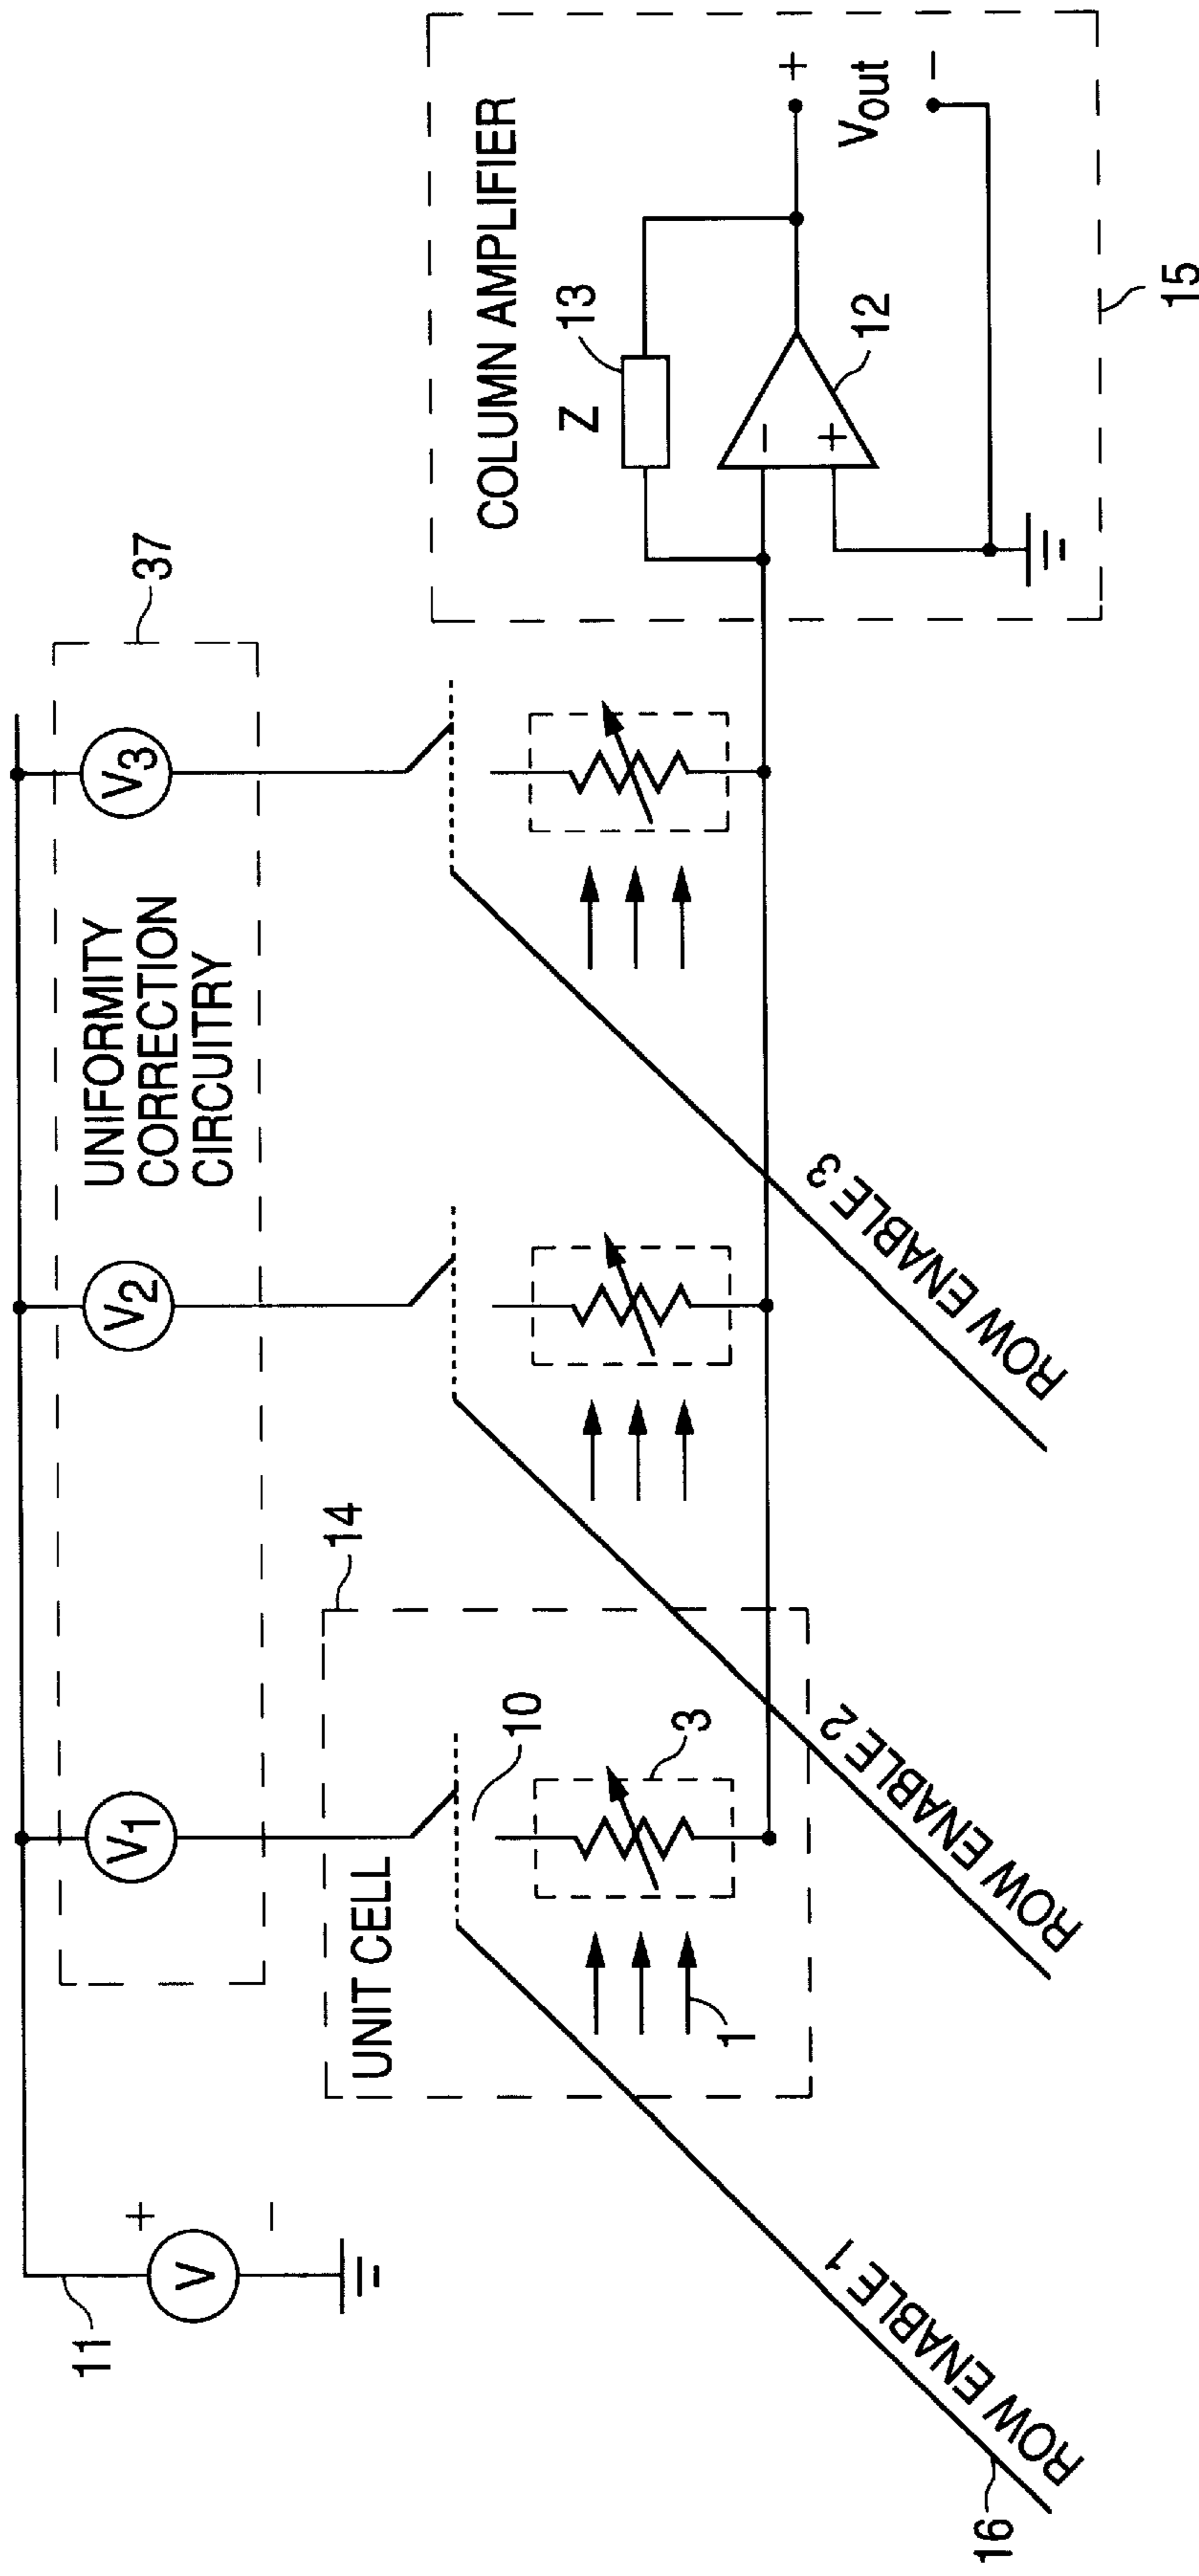 11
V
+
−
V1
V2
V3
37
UNIFORMITY
CORRECTION
CIRCUITRY
14
UNIT CELL
10
3
1
COLUMN AMPLIFIER
Z
13
−
+
12
+
Vout
−
15
16
ROW ENABLE 1
ROW ENABLE 2
ROW ENABLE 3